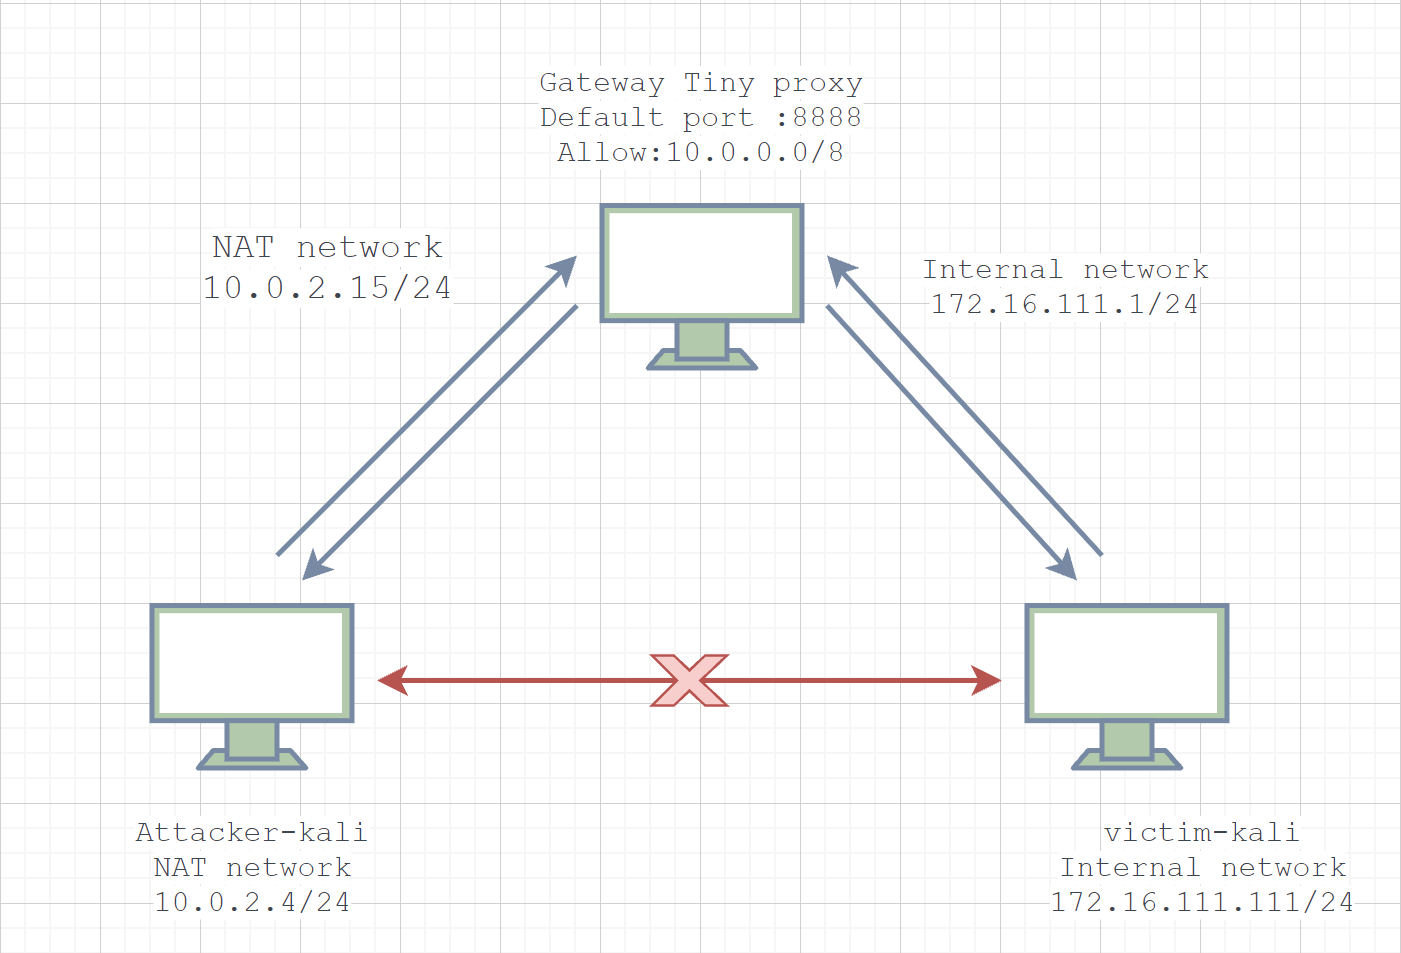 Gateway Tiny proxy
Default port :8888
Allow:10.0.0.0/8
NAT network
10.0.2.15/24
Internal network
172.16.111.1/24
Attacker-kali
NAT network
10.0.2.4/24
victim-kali
Internal network
172.16.111.111/24